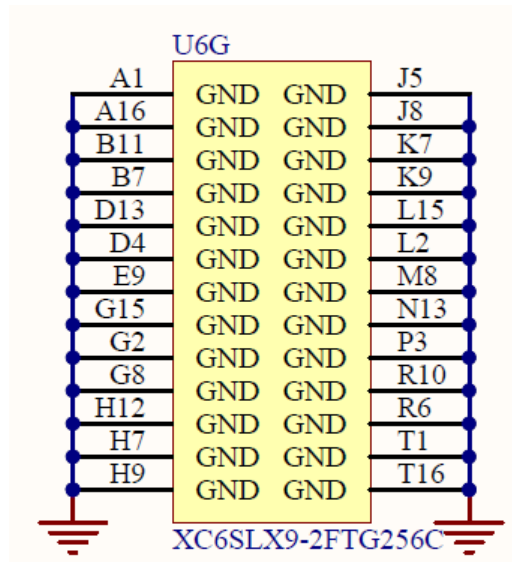 U6G
A1 GND GND J5
A16 GND GND J8
B11 GND GND K7
B7 GND GND K9
D13 GND GND L15
D4 GND GND L2
E9 GND GND M8
G15 GND GND N13
G2 GND GND P3
G8 GND GND R10
H12 GND GND R6
H7 GND GND T1
H9 GND GND T16
XC6SLX9-2FTG256C